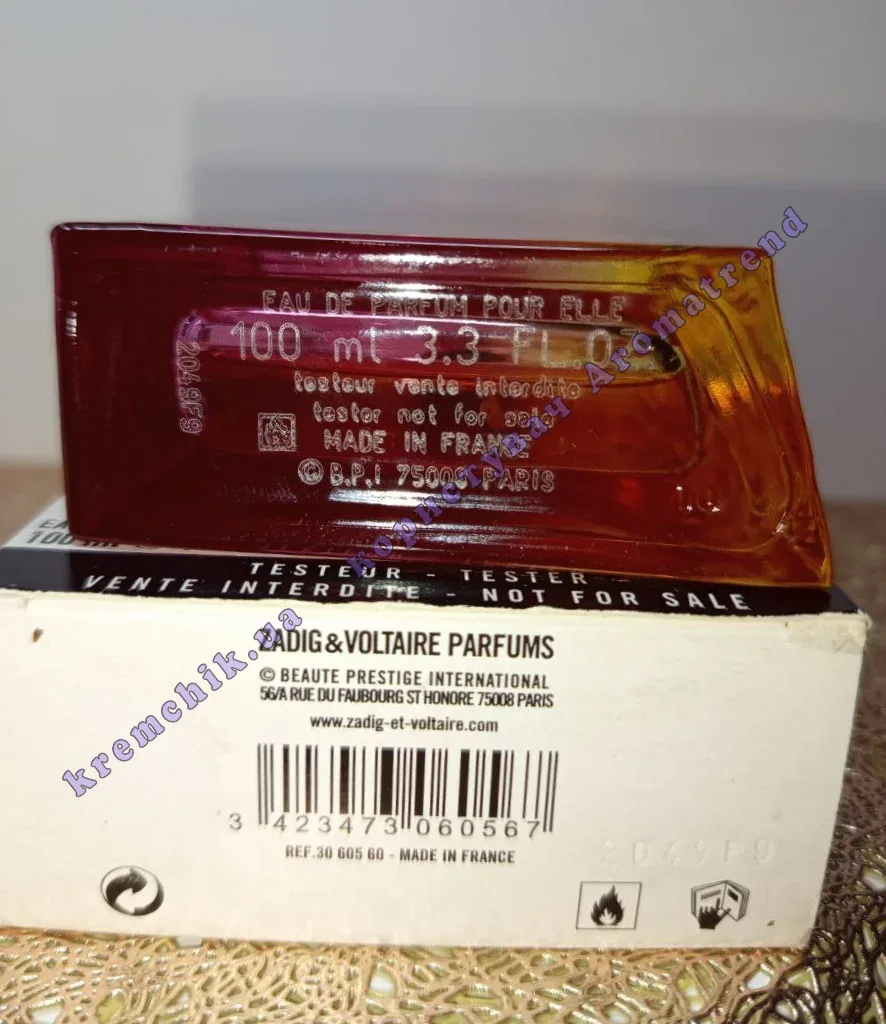 EAU DE PARFUM POUR ELLE
100 ml 3.3 FL.OZ
testeur vente interdite
tester not for sale
MADE IN FRANCE
© B.P.I 75008 PARIS
2049F9
100 ml
TESTEUR - TESTER
VENTE INTERDITE - NOT FOR SALE
ZADIG & VOLTAIRE PARFUMS
© BEAUTE PRESTIGE INTERNATIONAL
56/A RUE DU FAUBOURG ST HONORE 75008 PARIS
www.zadig-et-voltaire.com
3 423473 060567
REF.30 605 60 - MADE IN FRANCE
2049F9
kremchik.ua користувач Aromatrend